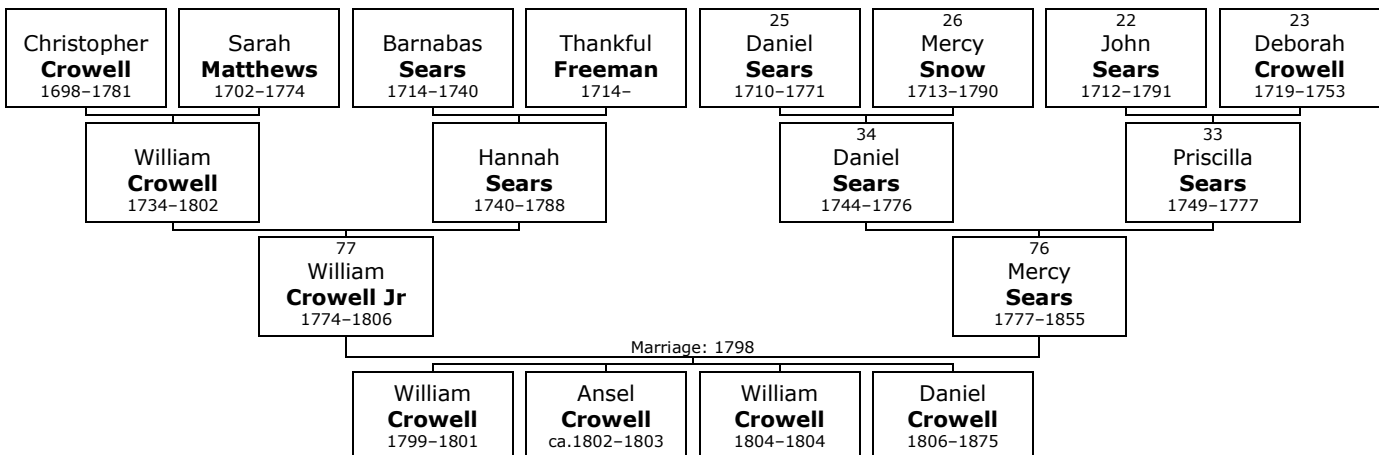 Christopher
Crowell
1698–1781
Sarah
Matthews
1702–1774
Barnabas
Sears
1714–1740
Thankful
Freeman
1714–
25
Daniel
Sears
1710–1771
26
Mercy
Snow
1713–1790
22
John
Sears
1712–1791
23
Deborah
Crowell
1719–1753
William
Crowell
1734–1802
Hannah
Sears
1740–1788
34
Daniel
Sears
1744–1776
33
Priscilla
Sears
1749–1777
77
William
Crowell Jr
1774–1806
76
Mercy
Sears
1777–1855
Marriage: 1798
William
Crowell
1799–1801
Ansel
Crowell
ca.1802–1803
William
Crowell
1804–1804
Daniel
Crowell
1806–1875